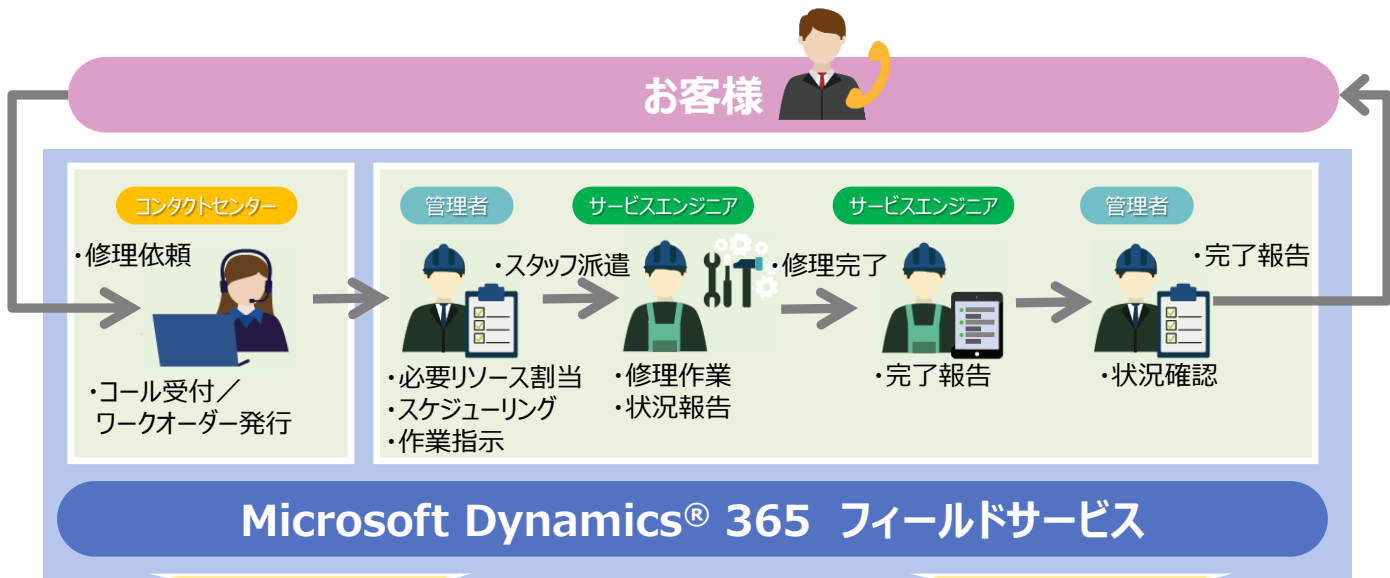 お客様
コンタクトセンター
・修理依頼
・コール受付／
ワークオーダー発行
管理者
・必要リソース割当
・スケジューリング
・作業指示
・スタッフ派遣
サービスエンジニア
・修理作業
・状況報告
・修理完了
サービスエンジニア
・完了報告
管理者
・状況確認
・完了報告
Microsoft Dynamics® 365 フィールドサービス